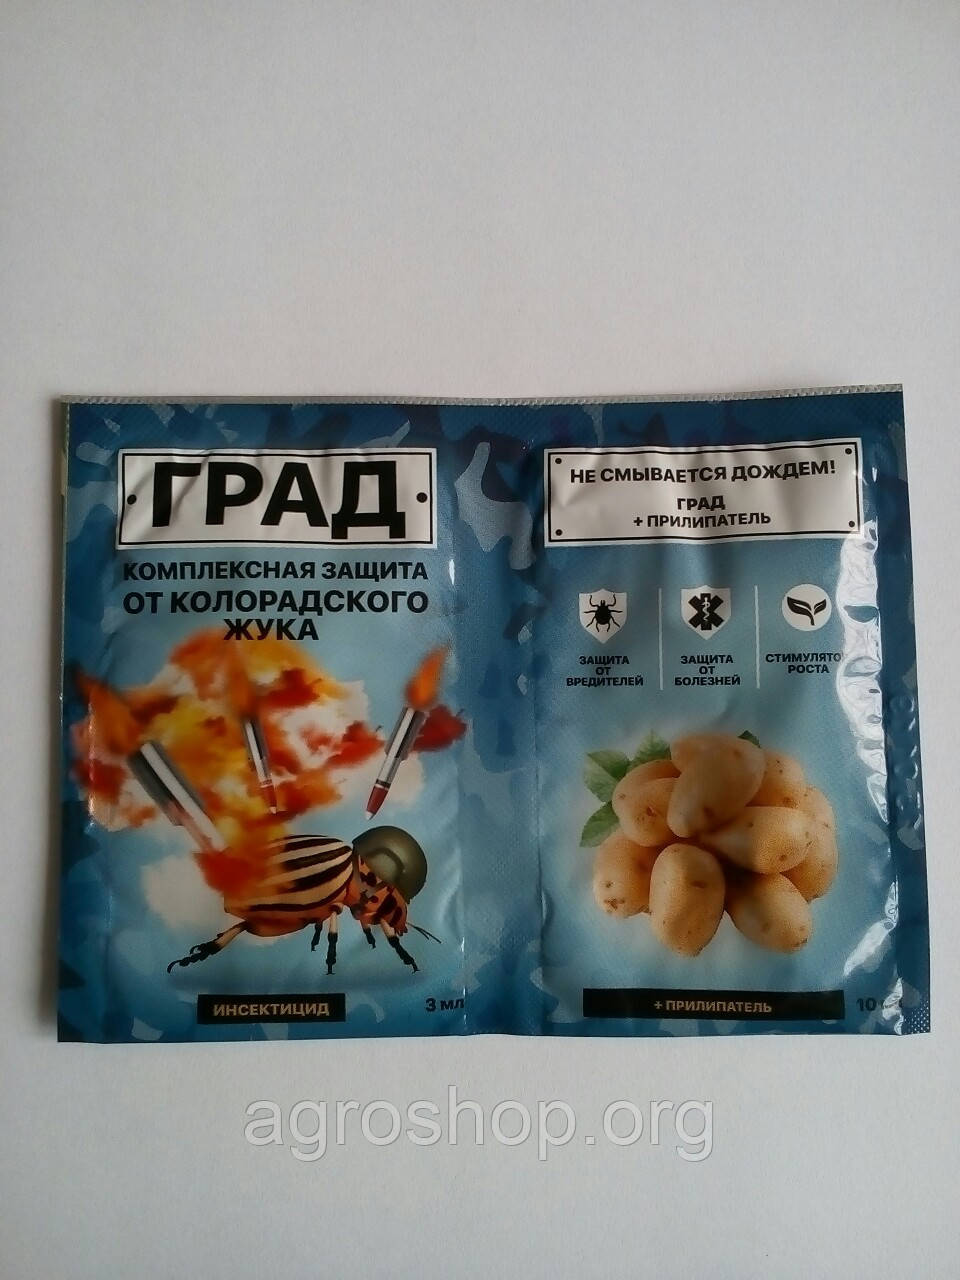 ГРАД
КОМПЛЕКСНАЯ ЗАЩИТА
ОТ КОЛОРАДСКОГО
ЖУКА
ИНСЕКТИЦИД
3 мл
НЕ СМЫВАЕТСЯ ДОЖДЕМ!
ГРАД
+ ПРИЛИПАТЕЛЬ
ЗАЩИТА
ОТ
ВРЕДИТЕЛЕЙ
ЗАЩИТА
ОТ
БОЛЕЗНЕЙ
СТИМУЛЯТОР
РОСТА
+ ПРИЛИПАТЕЛЬ
10
agroshop.org